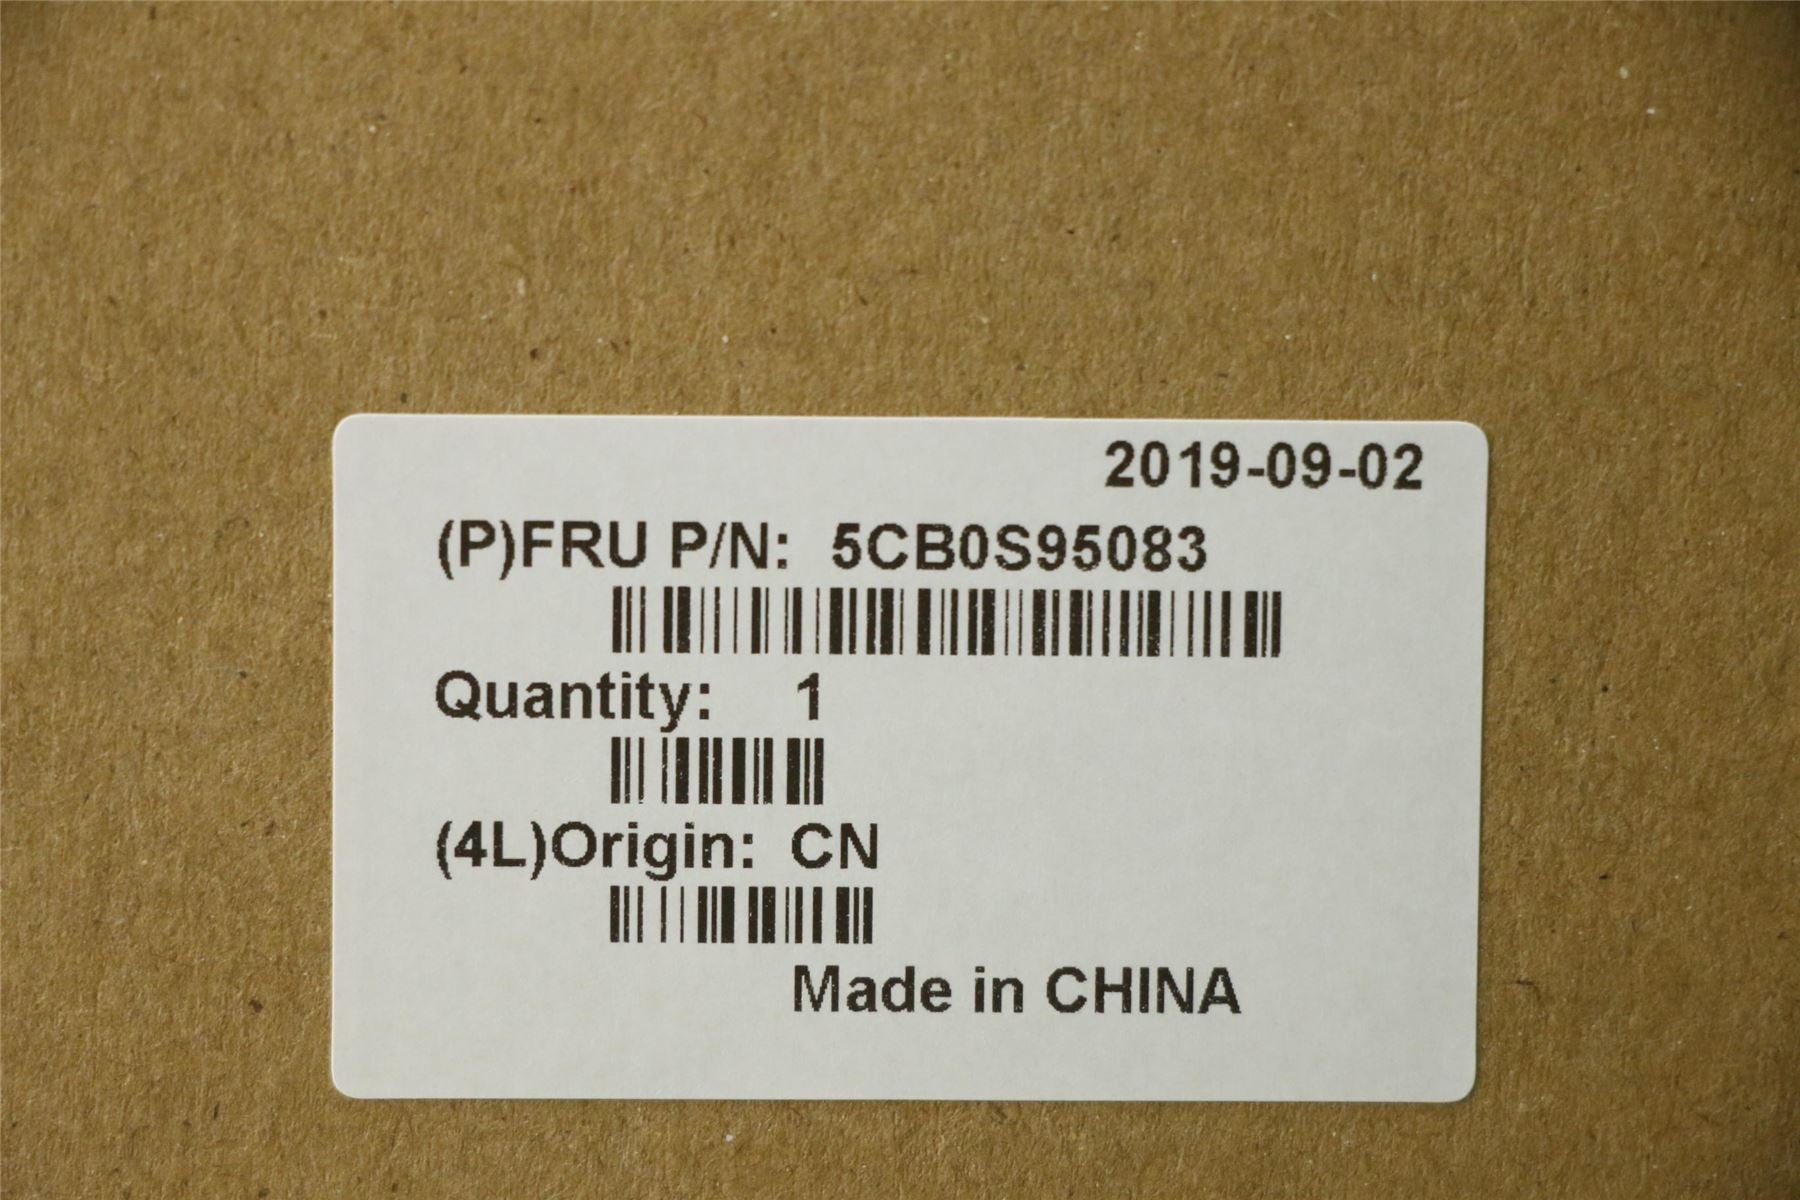 2019-09-02
(P)FRU P/N: 5CB0S95083
Quantity: 1
(4L)Origin: CN
Made in CHINA